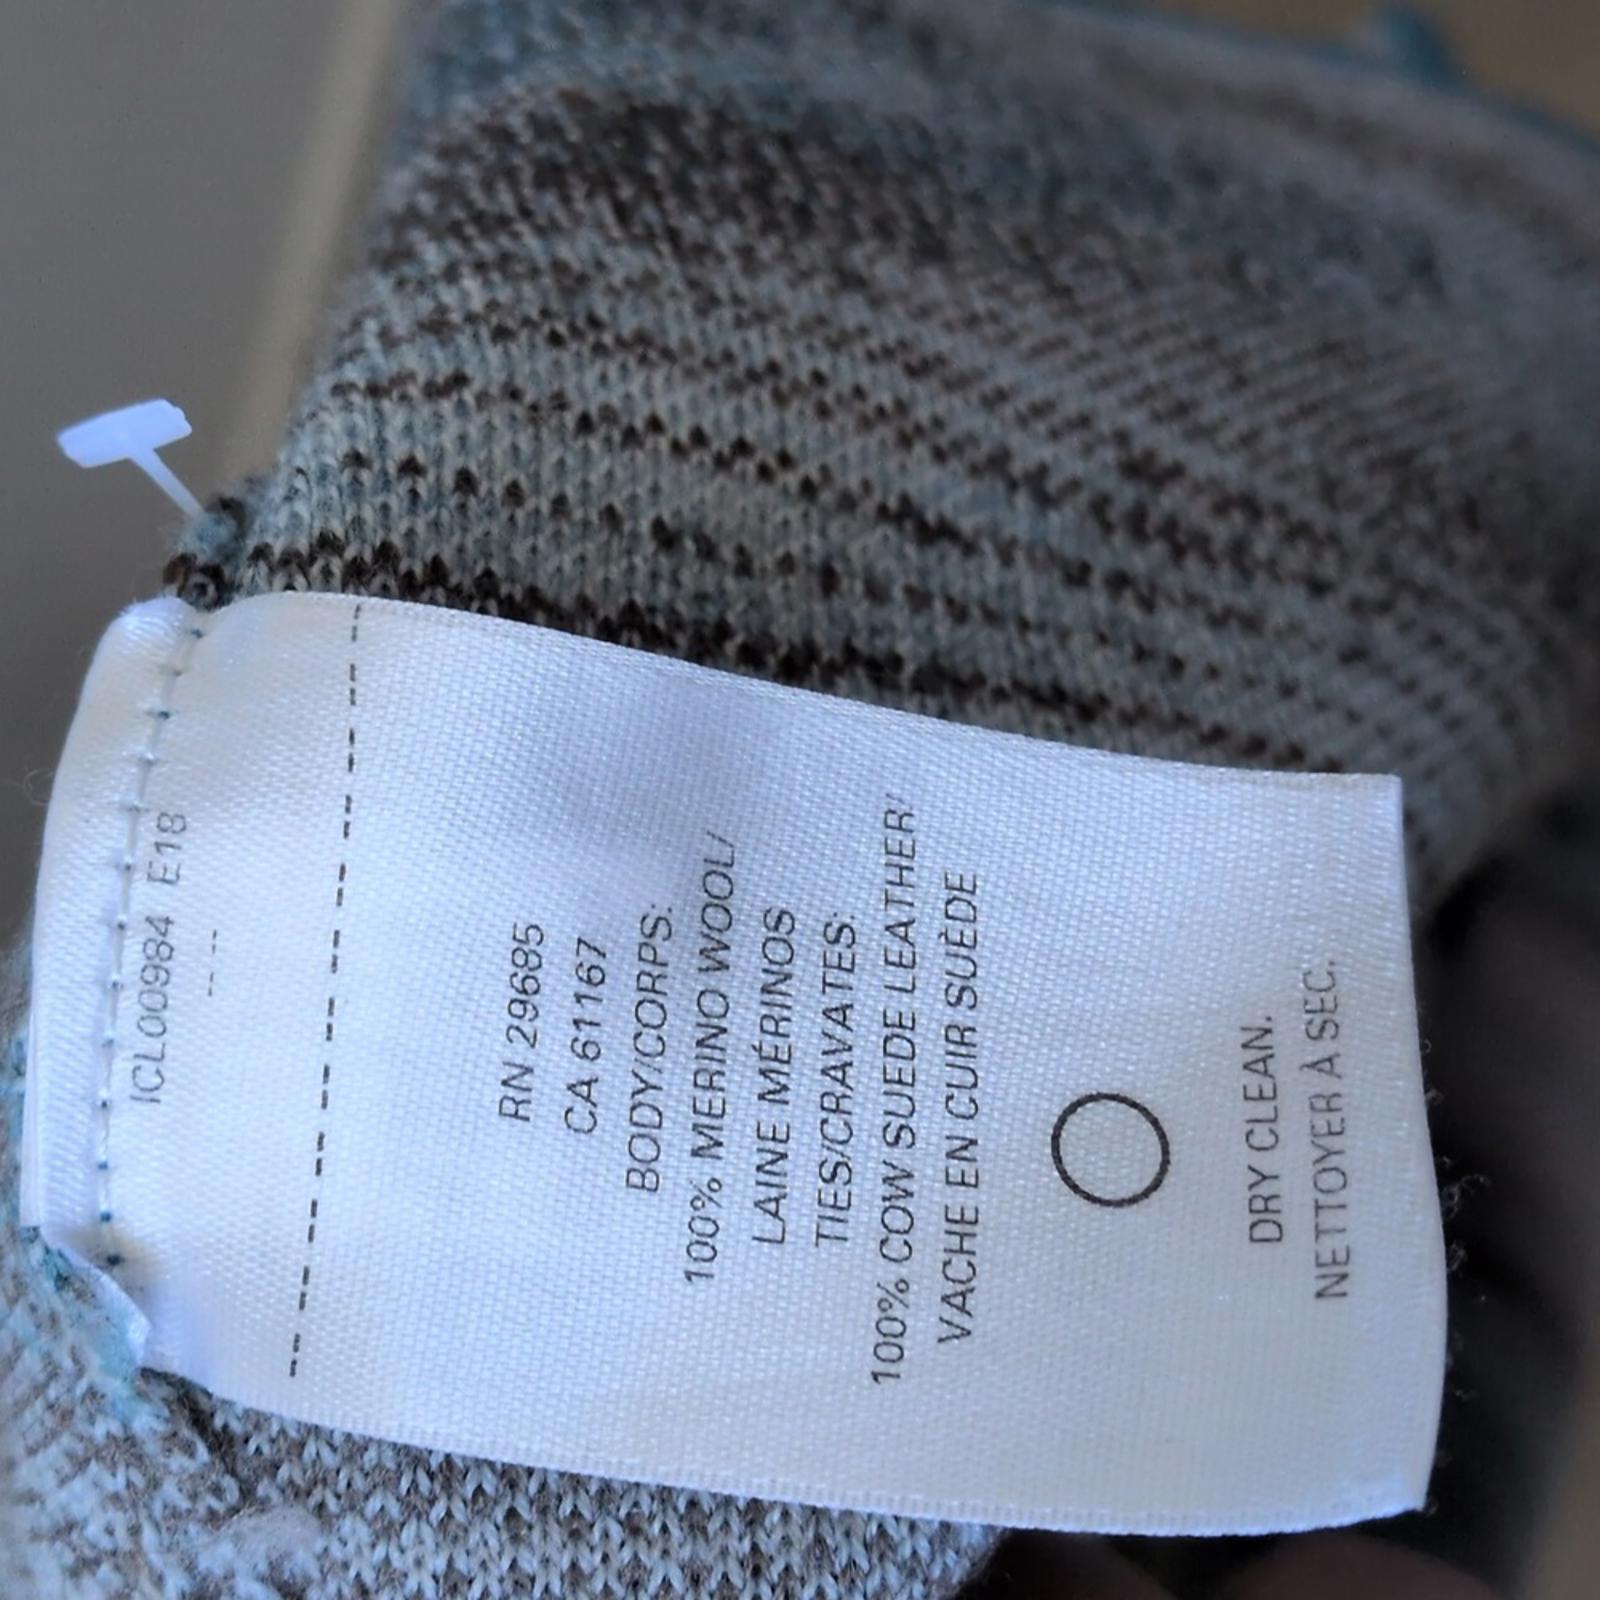 ICL00984 E18
----
RN 29685
CA 61167
BODY/CORPS:
100% MERINO WOOL/
LAINE MÉRINOS
TIES/CRAVATES:
100% COW SUEDE LEATHER/
VACHE EN CUIR SUÈDE
DRY CLEAN.
NETTOYER À SEC.